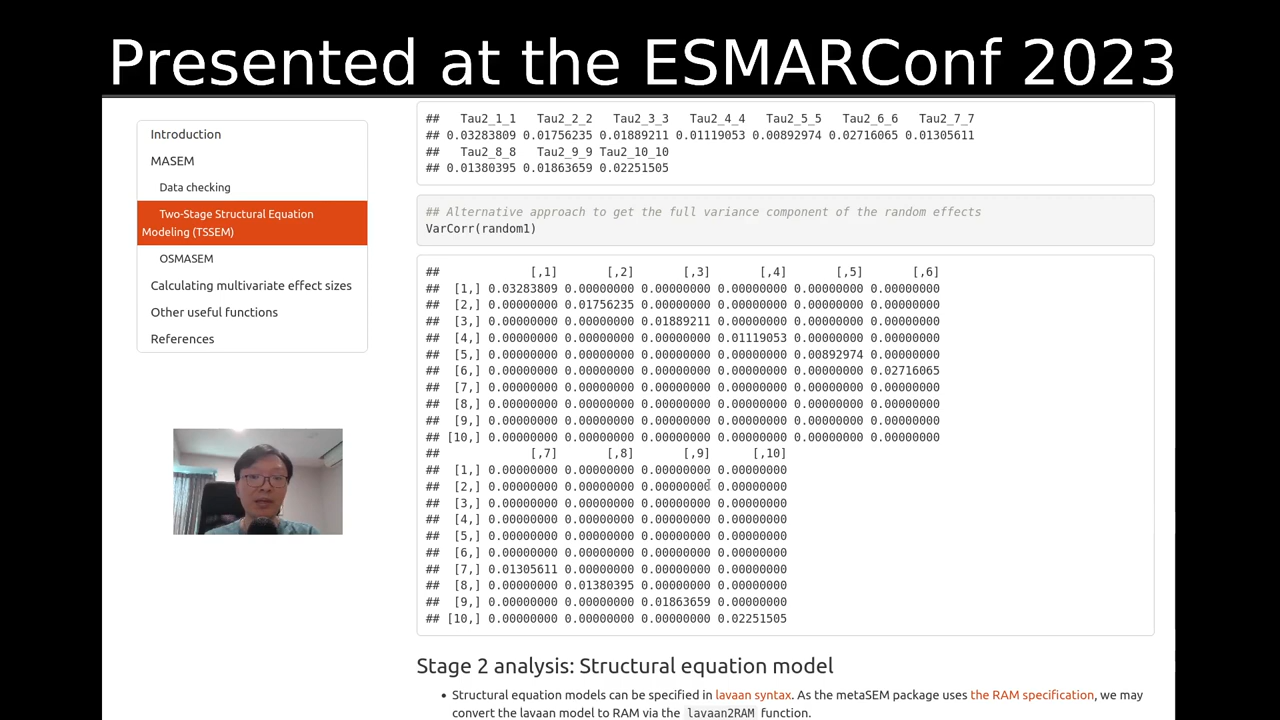 Presented at the ESMARConf 2023
Introduction
MASEM
Data checking
Two-Stage Structural Equation
Modeling (TSSEM)
OSMASEM
Calculating multivariate effect sizes
Other useful functions
References
##   Tau2_1_1   Tau2_2_2   Tau2_3_3   Tau2_4_4   Tau2_5_5   Tau2_6_6   Tau2_7_7
## 0.03283809 0.01756235 0.01889211 0.01119053 0.00892974 0.02716065 0.01305611
##   Tau2_8_8   Tau2_9_9 Tau2_10_10
## 0.01380395 0.01863659 0.02251505
## Alternative approach to get the full variance component of the random effects
VarCorr(random1)
##             [,1]       [,2]       [,3]       [,4]       [,5]       [,6]
##  [1,] 0.03283809 0.00000000 0.00000000 0.00000000 0.00000000 0.00000000
##  [2,] 0.00000000 0.01756235 0.00000000 0.00000000 0.00000000 0.00000000
##  [3,] 0.00000000 0.00000000 0.01889211 0.00000000 0.00000000 0.00000000
##  [4,] 0.00000000 0.00000000 0.00000000 0.01119053 0.00000000 0.00000000
##  [5,] 0.00000000 0.00000000 0.00000000 0.00000000 0.00892974 0.00000000
##  [6,] 0.00000000 0.00000000 0.00000000 0.00000000 0.00000000 0.02716065
##  [7,] 0.00000000 0.00000000 0.00000000 0.00000000 0.00000000 0.00000000
##  [8,] 0.00000000 0.00000000 0.00000000 0.00000000 0.00000000 0.00000000
##  [9,] 0.00000000 0.00000000 0.00000000 0.00000000 0.00000000 0.00000000
## [10,] 0.00000000 0.00000000 0.00000000 0.00000000 0.00000000 0.00000000
##             [,7]       [,8]       [,9]      [,10]
##  [1,] 0.00000000 0.00000000 0.00000000 0.00000000
##  [2,] 0.00000000 0.00000000 0.00000000 0.00000000
##  [3,] 0.00000000 0.00000000 0.00000000 0.00000000
##  [4,] 0.00000000 0.00000000 0.00000000 0.00000000
##  [5,] 0.00000000 0.00000000 0.00000000 0.00000000
##  [6,] 0.00000000 0.00000000 0.00000000 0.00000000
##  [7,] 0.01305611 0.00000000 0.00000000 0.00000000
##  [8,] 0.00000000 0.01380395 0.00000000 0.00000000
##  [9,] 0.00000000 0.00000000 0.01863659 0.00000000
## [10,] 0.00000000 0.00000000 0.00000000 0.02251505
Stage 2 analysis: Structural equation model
• Structural equation models can be specified in lavaan syntax. As the metaSEM package uses the RAM specification, we may
convert the lavaan model to RAM via the lavaan2RAM function.